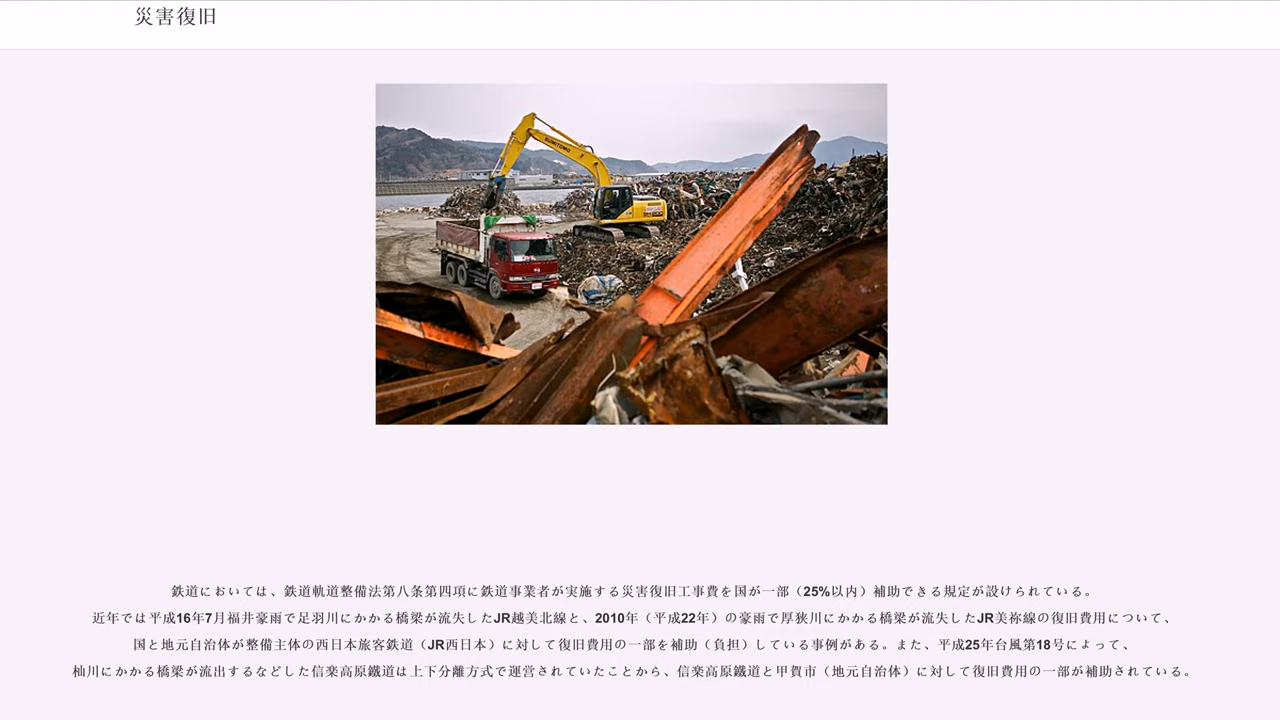 災害復旧
SUMITOMO
鉄道においては、鉄道軌道整備法第八条第四項に鉄道事業者が実施する災害復旧工事費を国が一部（25%以内）補助できる規定が設けられている。
近年では平成16年7月福井豪雨で足羽川にかかる橋梁が流失したJR越美北線と、2010年（平成22年）の豪雨で厚狭川にかかる橋梁が流失したJR美祢線の復旧費用について、
国と地元自治体が整備主体の西日本旅客鉄道（JR西日本）に対して復旧費用の一部を補助（負担）している事例がある。また、平成25年台風第18号によって、
杣川にかかる橋梁が流出するなどした信楽高原鐵道は上下分離方式で運営されていたことから、信楽高原鐵道と甲賀市（地元自治体）に対して復旧費用の一部が補助されている。